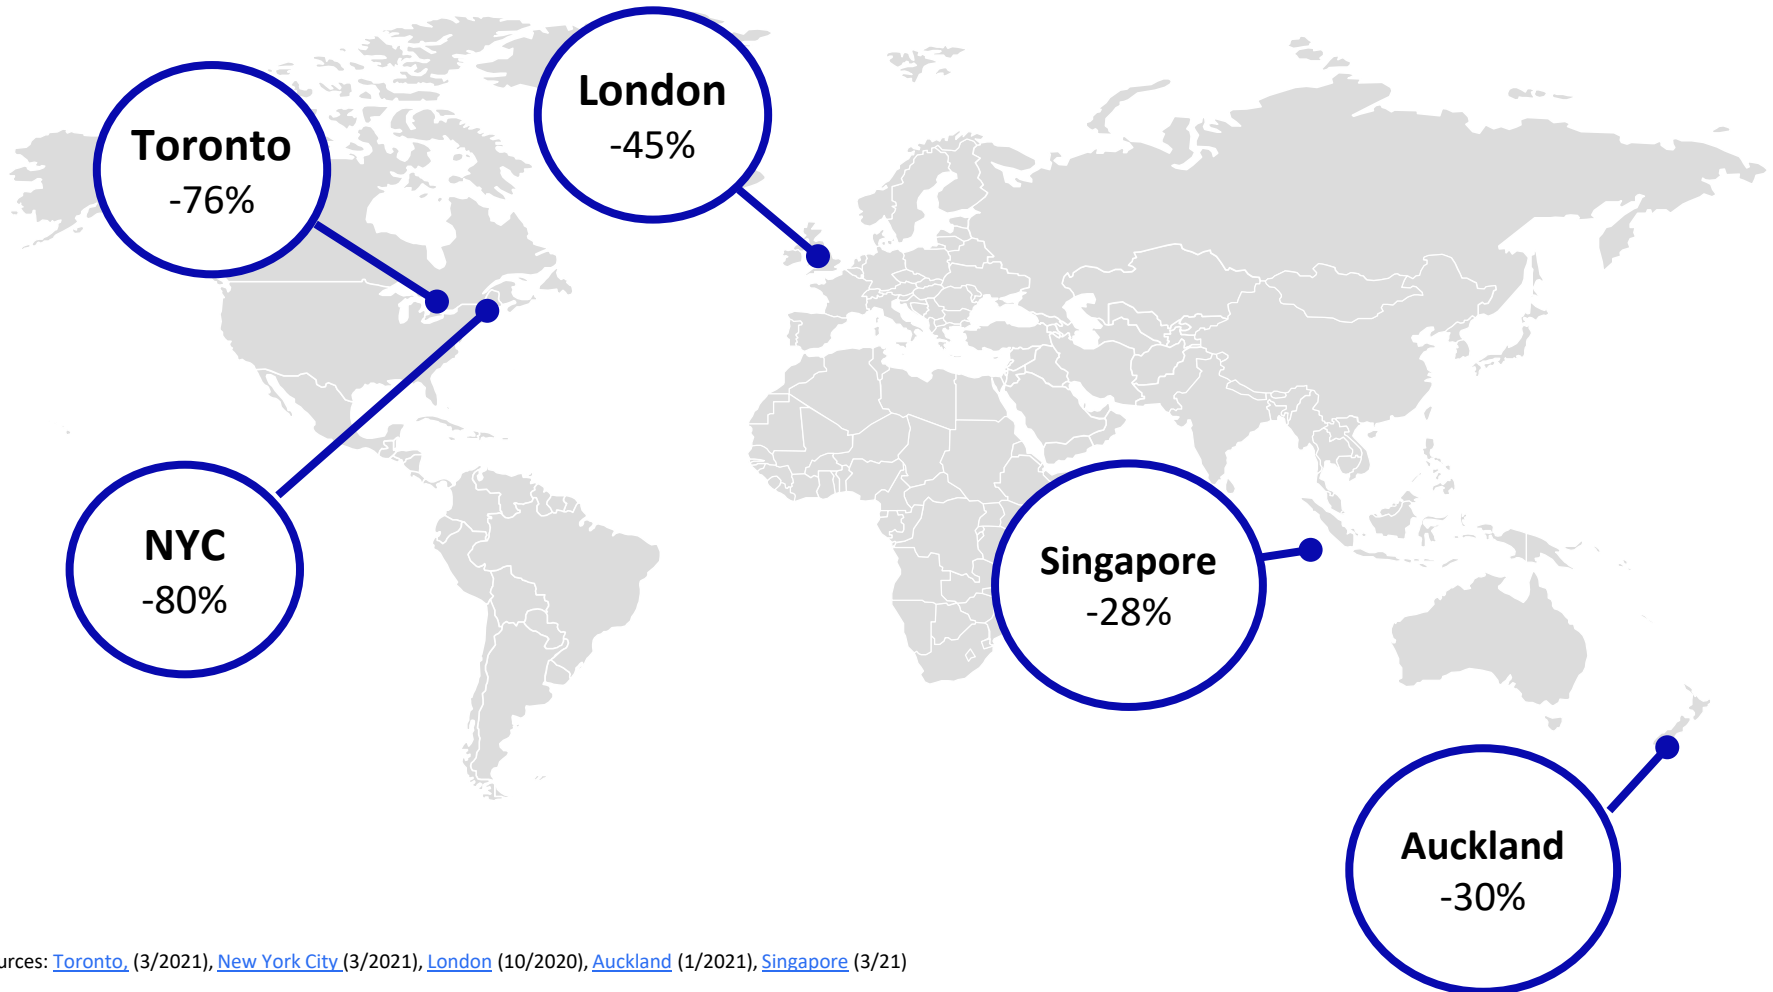 London
-45%
Toronto
-76%
NYC
-80%
Singapore
-28%
Auckland
-30%
urces: Toronto, (3/2021), New York City (3/2021), London (10/2020), Auckland (1/2021), Singapore (3/21)